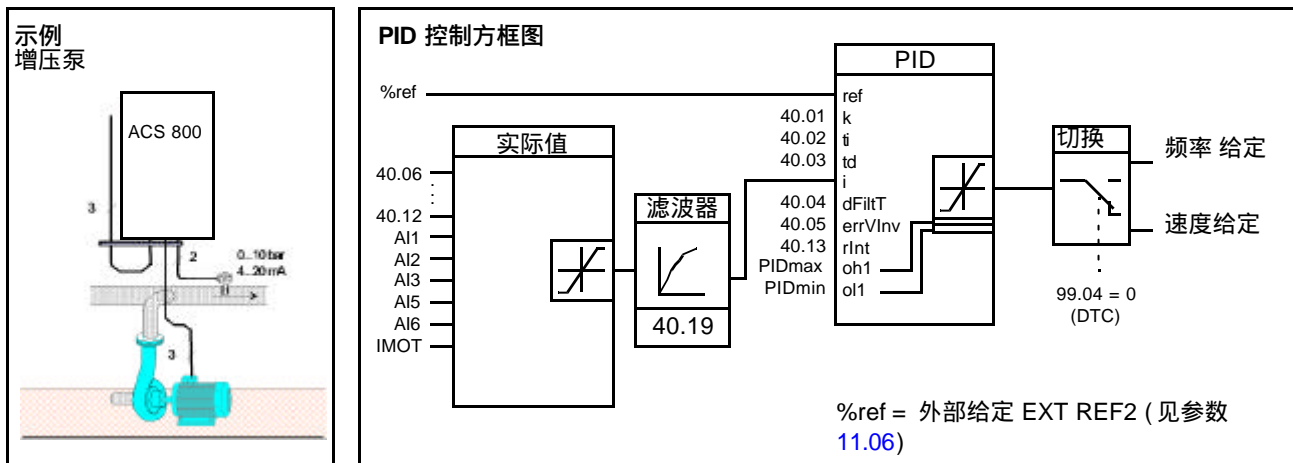 示例
增压泵
ACS 800
3
2
0...10 bar
4...20 mA
3
PID 控制方框图
%ref
实际值
40.06
40.12
AI1
AI2
AI3
AI5
AI6
IMOT
滤波器
40.19
PID
40.01
40.02
40.03
40.04
40.05
40.13
PIDmax
PIDmin
ref
k
ti
td
i
dFiltT
errVInv
rInt
oh1
ol1
切换
频率 给定
速度给定
99.04 = 0
(DTC)
%ref = 外部给定 EXT REF2 ( 见参数
11.06)